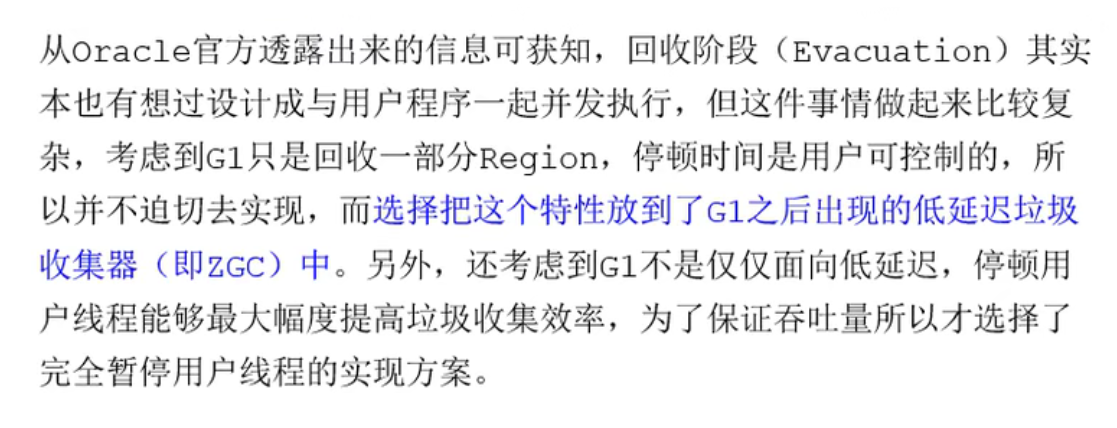 从Oracle官方透露出来的信息可获知，回收阶段（Evacuation）其实
本也有想过设计成与用户程序一起并发执行，但这件事情做起来比较复
杂，考虑到G1只是回收一部分Region，停顿时间是用户可控制的，所
以并不迫切去实现，而选择把这个特性放到了G1之后出现的低延迟垃圾
收集器（即ZGC）中。另外，还考虑到G1不是仅仅面向低延迟，停顿用
户线程能够最大幅度提高垃圾收集效率，为了保证吞吐量所以才选择了
完全暂停用户线程的实现方案。